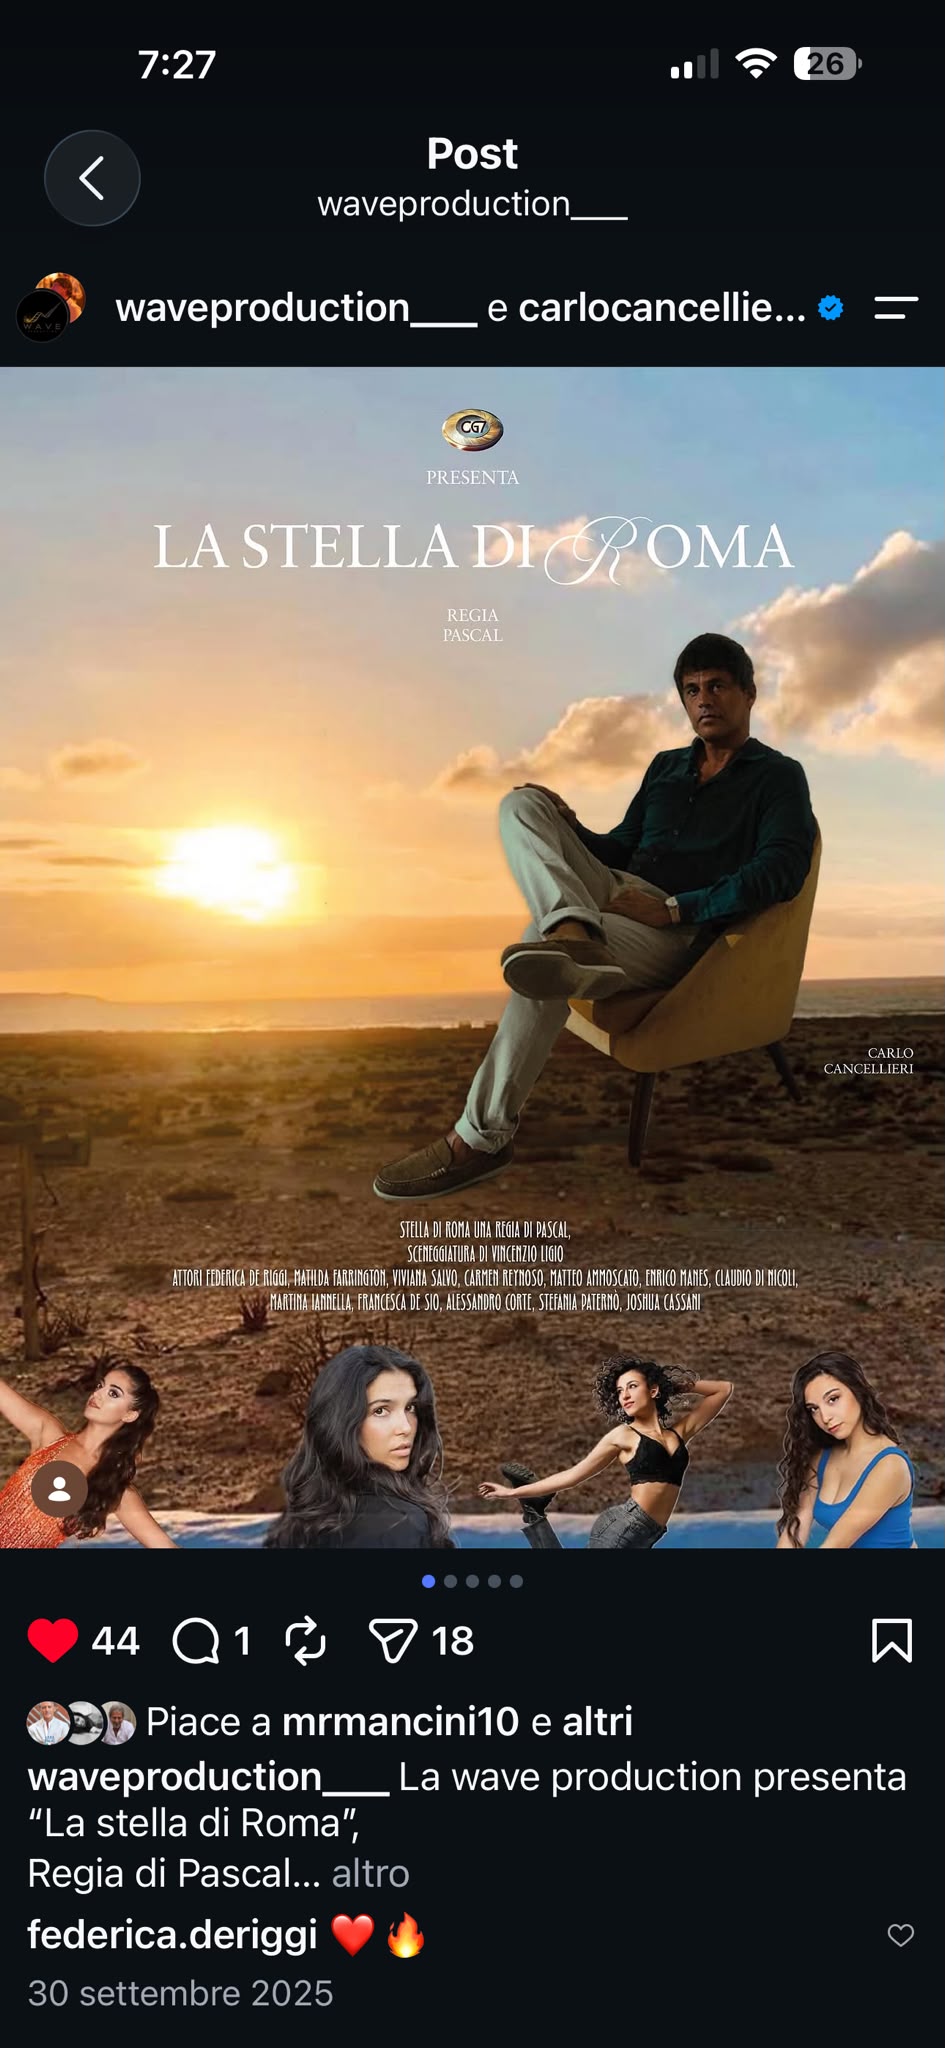 7:27
26
Post
waveproduction___
waveproduction___ e carlocancellie...
WAVE
CG7
PRESENTA
LA STELLA DI ROMA
REGIA
PASCAL
CARLO
CANCELLIERI
STELLA DI ROMA UNA REGIA DI PASCAL,
SCENEGGIATURA DI VINCENZIO LIGIO
ATTORI FEDERICA DE RIGGI, MATILDA FARRINGTON, VIVIANA SALVO, CARMEN REYNOSO, MATTEO AMMOSCATO, ENRICO MANES, CLAUDIO DI NICOLI,
MARTINA IANNELLA, FRANCESCA DE SIO, ALESSANDRO CORTE, STEFANIA PATERNÒ, JOSHUA CASSANI
44 1 18
Piace a mrmancini10 e altri
waveproduction___ La wave production presenta
“La stella di Roma”,
Regia di Pascal... altro
federica.deriggi ❤️🔥
30 settembre 2025